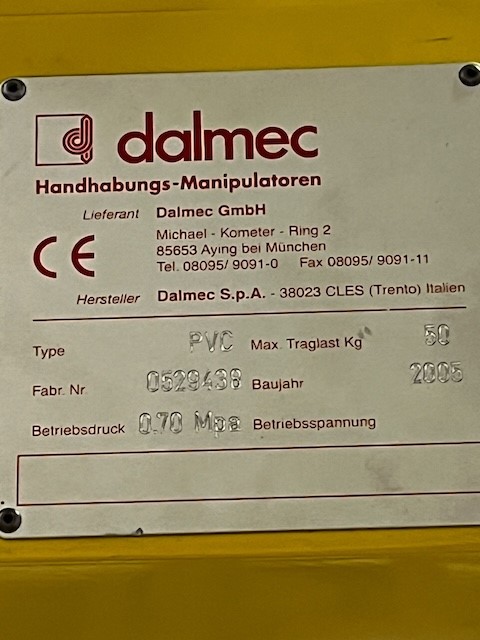 dalmec
Handhabungs-Manipulatoren
Lieferant Dalmec GmbH
Michael - Kometer - Ring 2
85653 Aying bei München
Tel. 08095/ 9091-0 Fax 08095/ 9091-11
CE
Hersteller Dalmec S.p.A. - 38023 CLES (Trento) Italien
Type PVC Max. Traglast Kg 50
Fabr. Nr. 0529438 Baujahr 2005
Betriebsdruck 0.70 Mpa Betriebsspannung